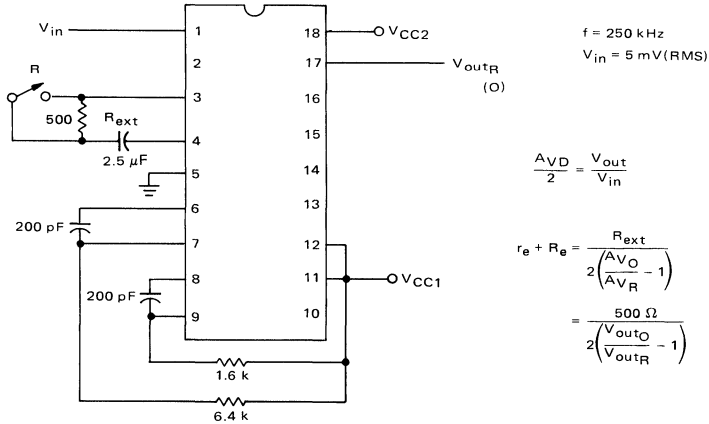 V_in
1
18
V_CC2
2
17
V_outR
(O)
R
3
16
500
R_ext
4
15
2.5 μF
5
14
6
13
200 pF
7
12
8
11
V_CC1
200 pF
9
10
1.6 k
6.4 k
f = 250 kHz
V_in = 5 mV(RMS)
A_VD / 2 = V_out / V_in
r_e + R_e = R_ext / 2(A_VO / A_VR - 1)
= 500 Ω / 2(V_outO / V_outR - 1)